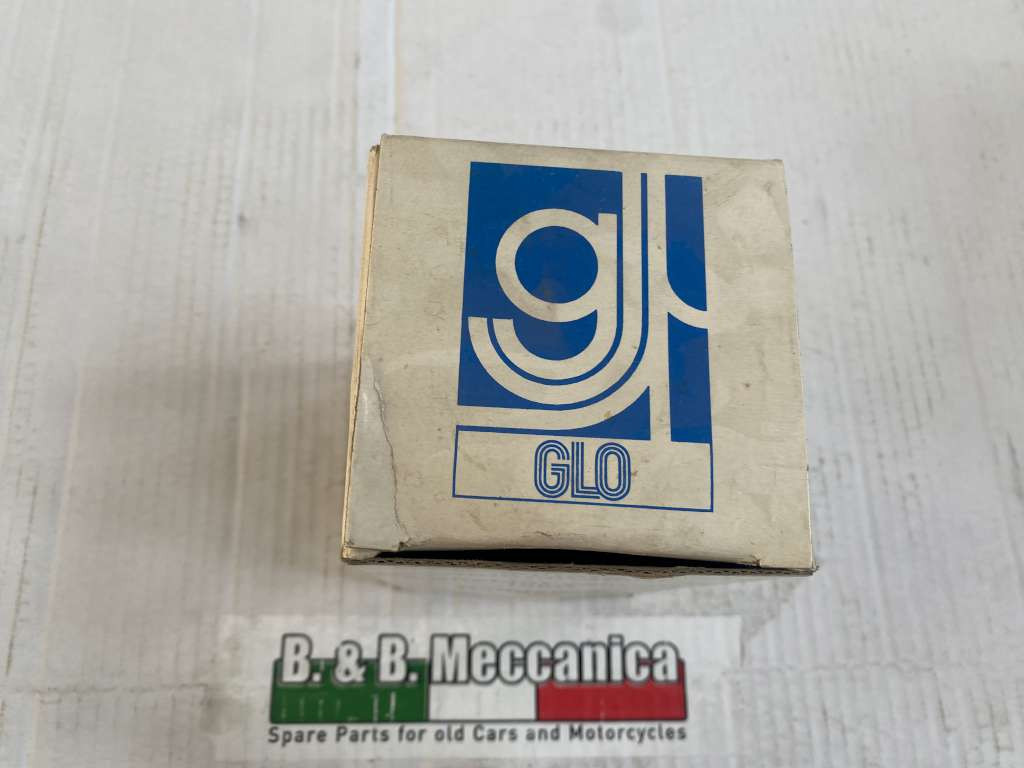 g
GLO
B. & B. Meccanica
Spare Parts for old Cars and Motorcycles